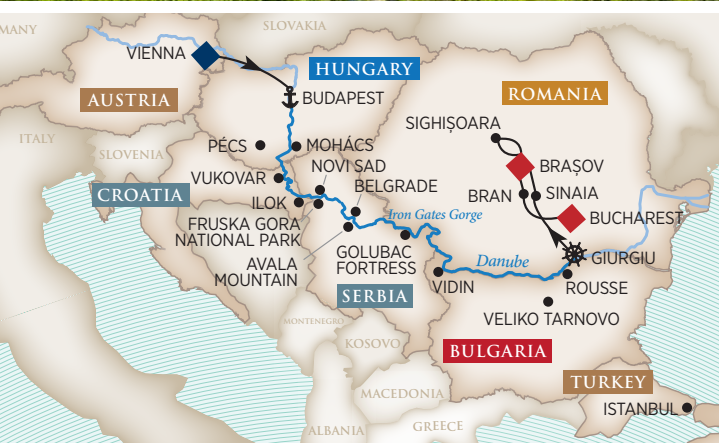 MANY
SLOVAKIA
VIENNA
HUNGARY
AUSTRIA
BUDAPEST
ROMANIA
SIGHIȘOARA
ITALY
SLOVENIA
PÉCS
MOHÁCS
BRAȘOV
NOVI SAD
VUKOVAR
BELGRADE
CROATIA
BRAN
SINAIA
ILOK
Iron Gates Gorge
BUCHAREST
FRUSKA GORA
NATIONAL PARK
GOLUBAC
FORTRESS
Danube
GIURGIU
AVALA
MOUNTAIN
VIDIN
ROUSSE
SERBIA
VELIKO TARNOVO
MONTENEGRO
KOSOVO
BULGARIA
TURKEY
MACEDONIA
ISTANBUL
ALBANIA
GREECE